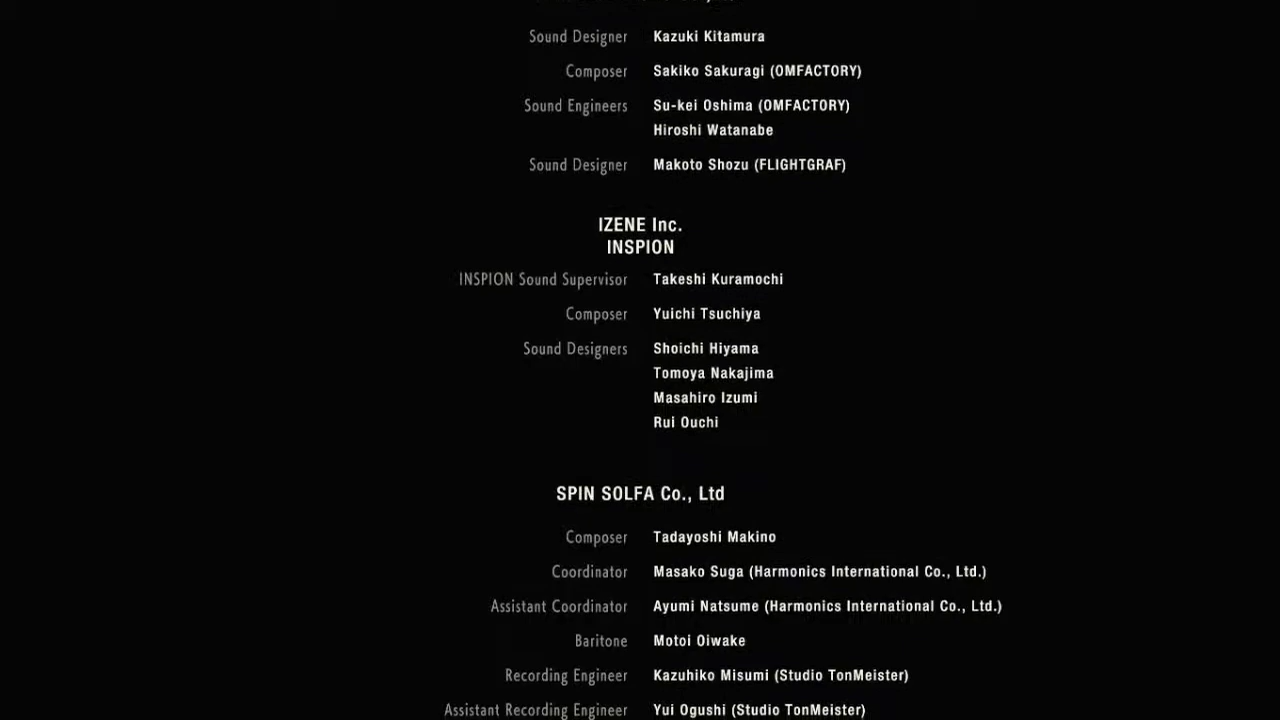 Sound Designer Kazuki Kitamura
Composer Sakiko Sakuragi (OMFACTORY)
Sound Engineers Su-kei Oshima (OMFACTORY)
Hiroshi Watanabe
Sound Designer Makoto Shozu (FLIGHTGRAF)
IZENE Inc.
INSPION
INSPION Sound Supervisor Takeshi Kuramochi
Composer Yuichi Tsuchiya
Sound Designers Shoichi Hiyama
Tomoya Nakajima
Masahiro Izumi
Rui Ouchi
SPIN SOLFA Co., Ltd
Composer Tadayoshi Makino
Coordinator Masako Suga (Harmonics International Co., Ltd.)
Assistant Coordinator Ayumi Natsume (Harmonics International Co., Ltd.)
Baritone Motoi Oiwake
Recording Engineer Kazuhiko Misumi (Studio TonMeister)
Assistant Recording Engineer Yui Ogushi (Studio TonMeister)